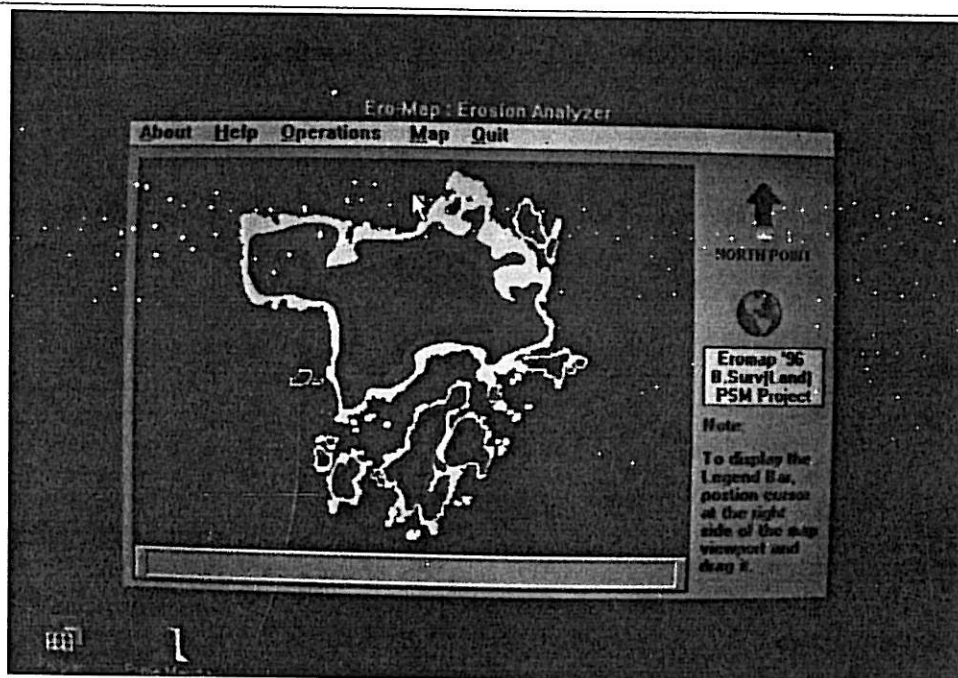 Ero-Map : Erosion Analyzer
About Help Operations Map Quit
NORTH POINT
Eromap '96
B.Surv(Land)
PSM Project
Note:
To display the
Legend Bar,
postion cursor
at the right
side of the map
viewport and
drag it.